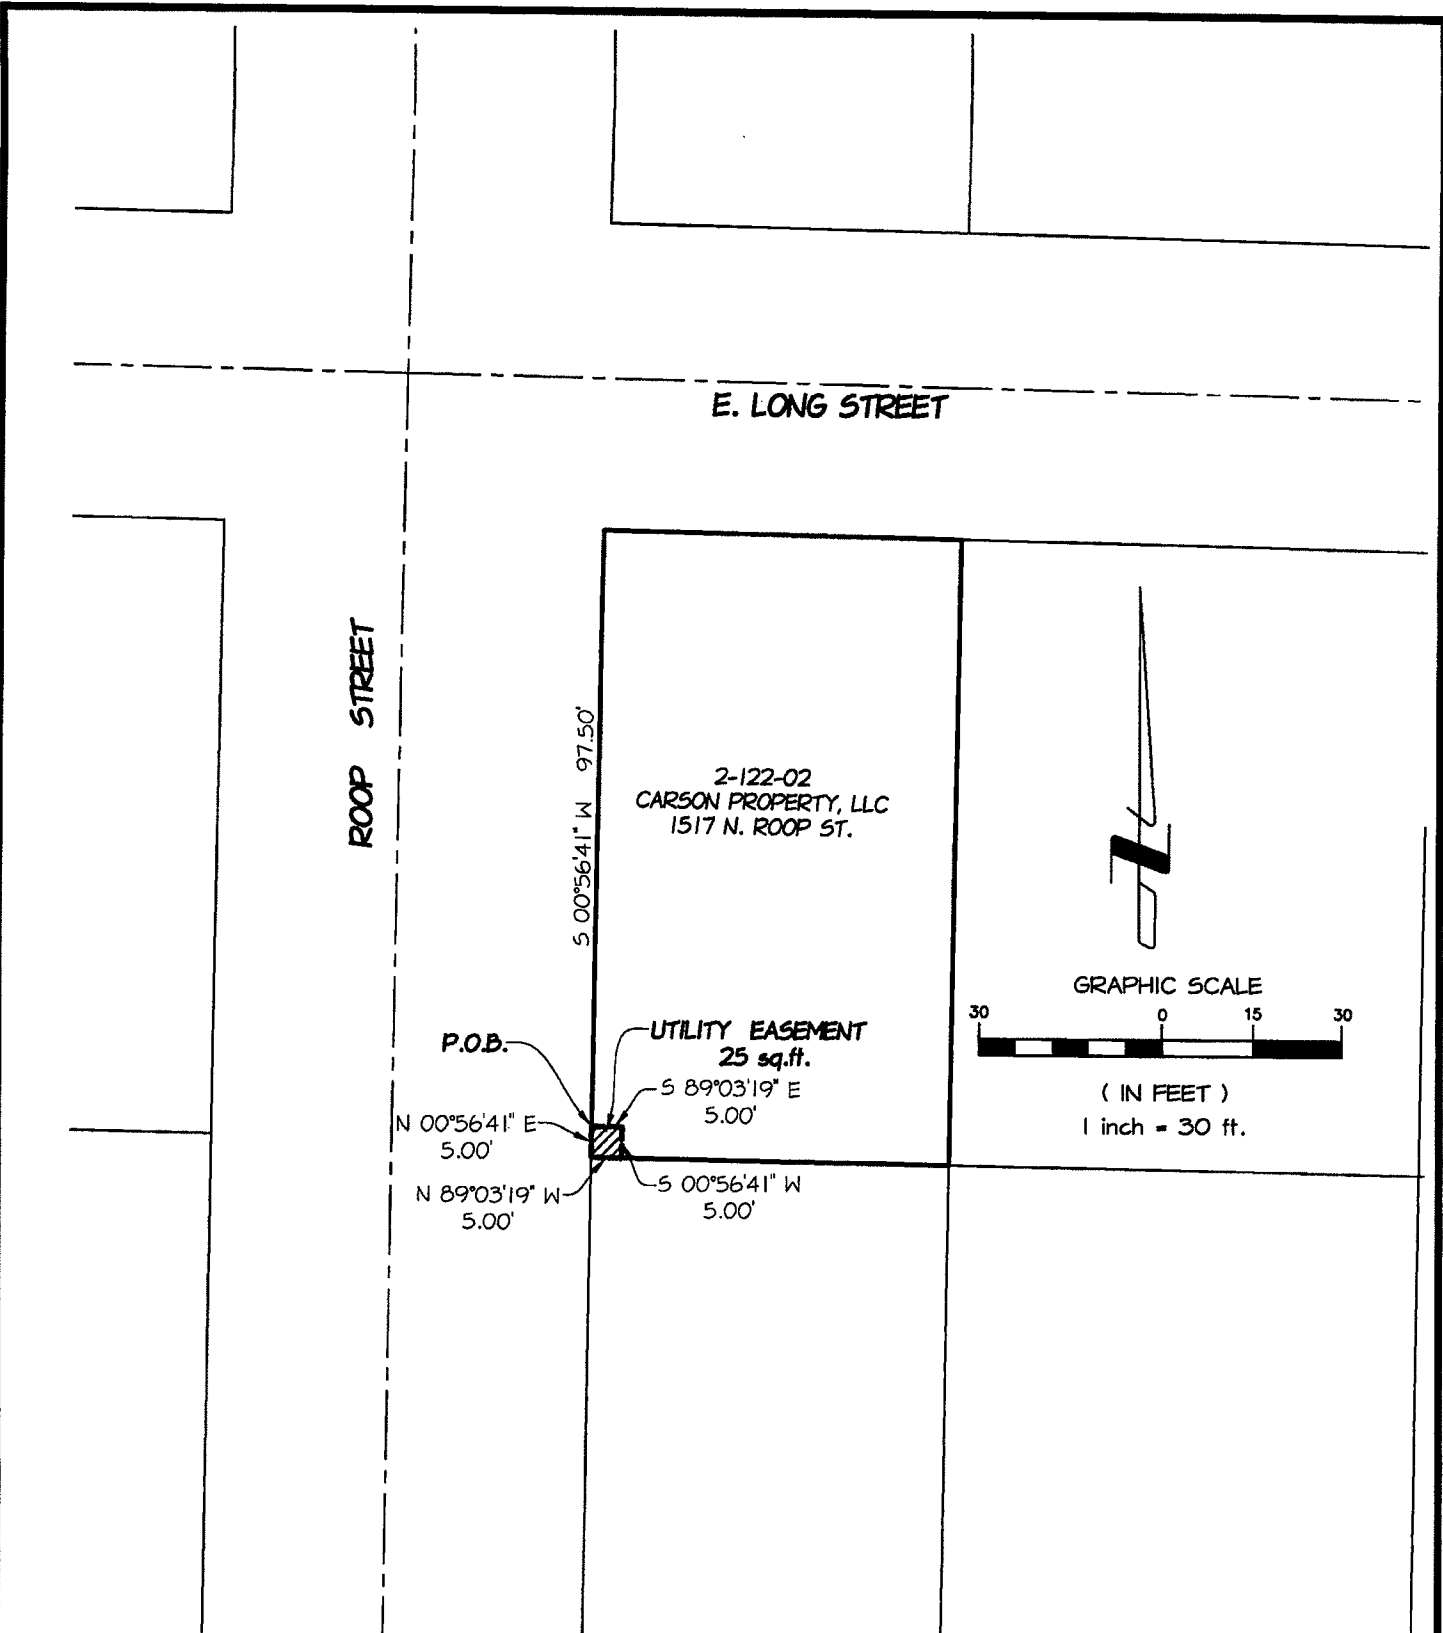 E. LONG STREET
ROOP STREET
S 00°56'41" W 97.50'
2-122-02
CARSON PROPERTY, LLC
1517 N. ROOP ST.
GRAPHIC SCALE
30 0 15 30
( IN FEET )
1 inch = 30 ft.
P.O.B.
UTILITY EASEMENT
25 sq.ft.
S 89°03'19" E
5.00'
N 00°56'41" E
5.00'
N 89°03'19" W
5.00'
S 00°56'41" W
5.00'